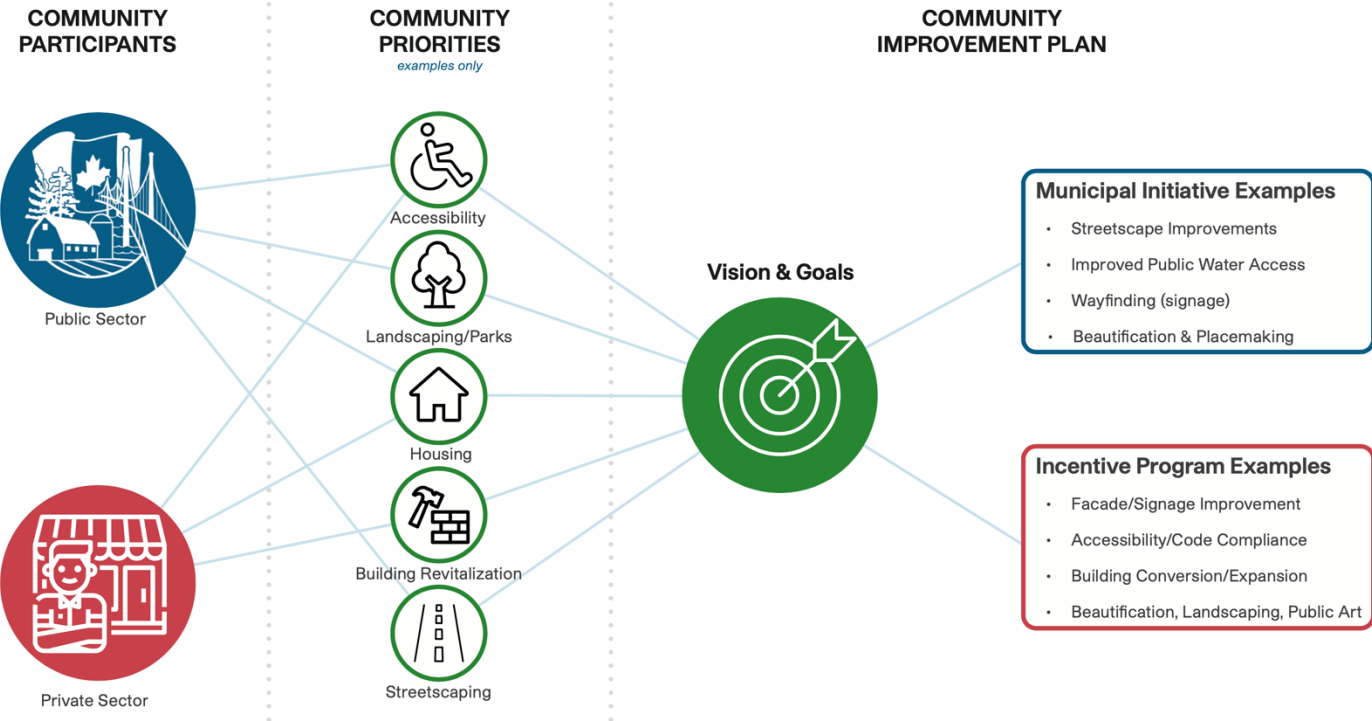 COMMUNITY
PARTICIPANTS
COMMUNITY
PRIORITIES
examples only
COMMUNITY
IMPROVEMENT PLAN
Public Sector
Private Sector
Accessibility
Landscaping/Parks
Housing
Building Revitalization
Streetscaping
Vision & Goals
Municipal Initiative Examples
• Streetscape Improvements
• Improved Public Water Access
• Wayfinding (signage)
• Beautification & Placemaking
Incentive Program Examples
• Facade/Signage Improvement
• Accessibility/Code Compliance
• Building Conversion/Expansion
• Beautification, Landscaping, Public Art